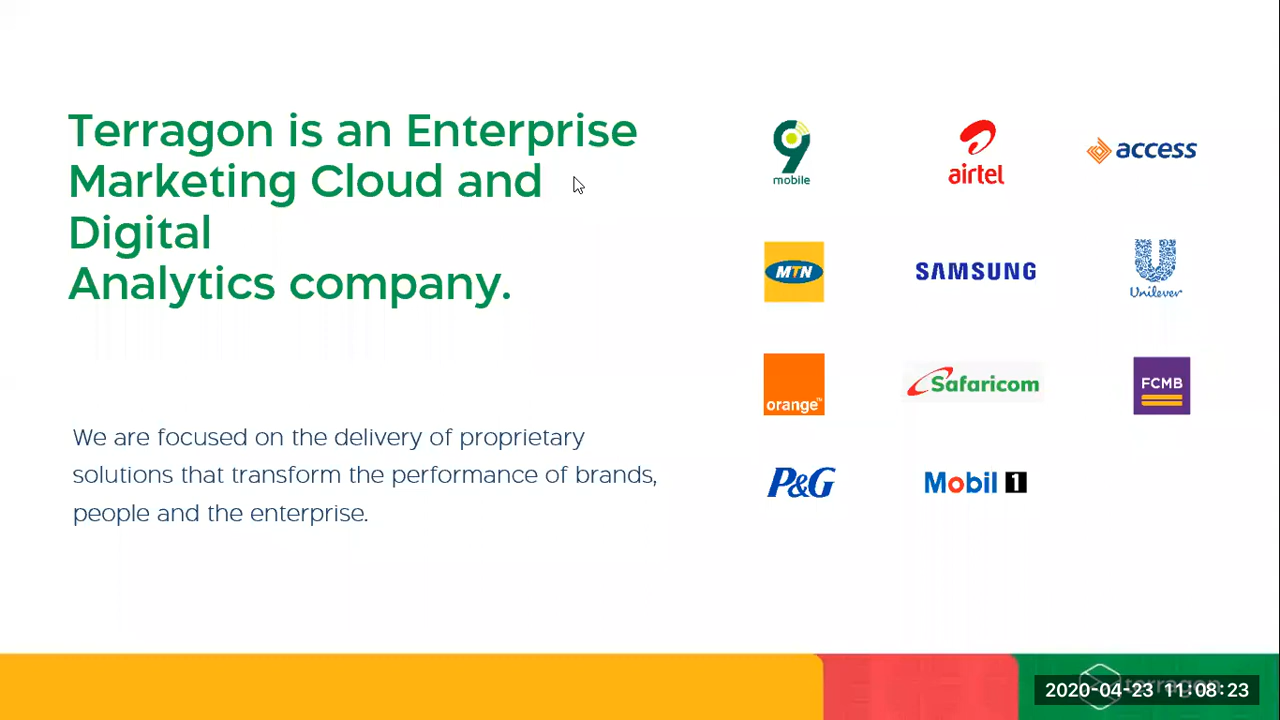 Terragon is an Enterprise
Marketing Cloud and
Digital
Analytics company.
We are focused on the delivery of proprietary
solutions that transform the performance of brands,
people and the enterprise.
9
mobile
airtel
access
MTN
SAMSUNG
Unilever
orange™
Safaricom
FCMB
P&G
Mobil 1
terragon
2020-04-23 11:08:23